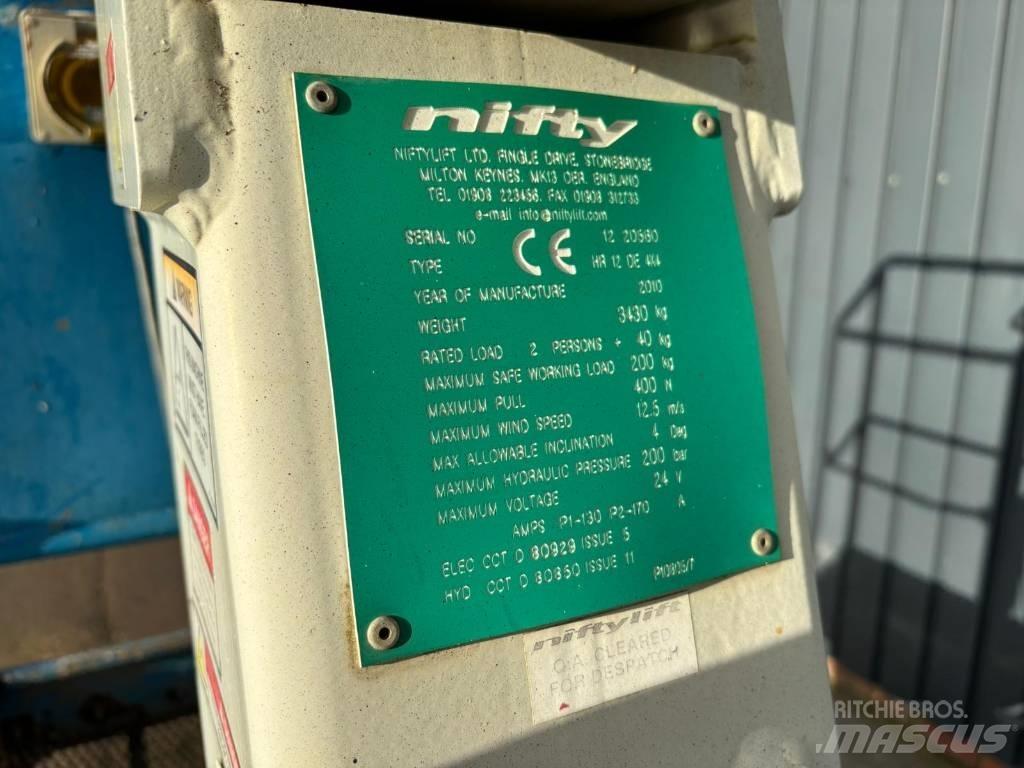 nifty
NIFTYLIFT LTD, FINGLE DRIVE, STONEBRIDGE
MILTON KEYNES, MK13 OER, ENGLAND
TEL 01908 223456, FAX 01908 312733
e-mail info@niftylift.com
SERIAL NO CE 12 20580
TYPE HR 12 DE 4X4
YEAR OF MANUFACTURE 2010
WEIGHT 3430 kg
RATED LOAD 2 PERSONS + 40 kg
MAXIMUM SAFE WORKING LOAD 200 kg
MAXIMUM PULL 400 N
MAXIMUM WIND SPEED 12.5 m/s
MAX ALLOWABLE INCLINATION 4 Deg
MAXIMUM HYDRAULIC PRESSURE 200 bar
MAXIMUM VOLTAGE 24 V
AMPS P1-130 P2-170 A
ELEC CCT D 80929 ISSUE 5
HYD CCT D 80850 ISSUE 11
niftylift
Q.A. CLEARED
FOR DESPATCH
RITCHIE BROS.
MASCUS